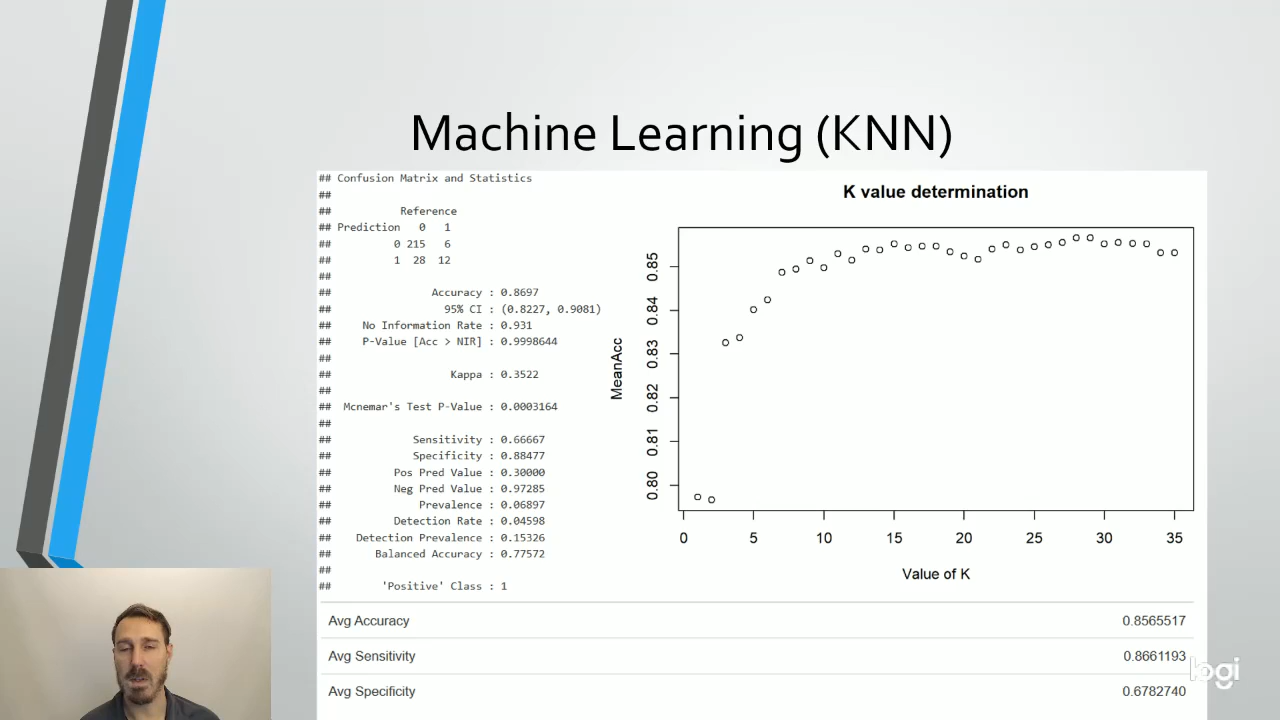 Machine Learning (KNN)
## Confusion Matrix and Statistics
##
## Reference
## Prediction 0 1
## 0 215 6
## 1 28 12
##
## Accuracy : 0.8697
## 95% CI : (0.8227, 0.9081)
## No Information Rate : 0.931
## P-Value [Acc > NIR] : 0.9998644
##
## Kappa : 0.3522
##
## Mcnemar's Test P-Value : 0.0003164
##
## Sensitivity : 0.66667
## Specificity : 0.88477
## Pos Pred Value : 0.30000
## Neg Pred Value : 0.97285
## Prevalence : 0.06897
## Detection Rate : 0.04598
## Detection Prevalence : 0.15326
## Balanced Accuracy : 0.77572
##
## 'Positive' Class : 1
K value determination
MeanAcc
0.85
0.84
0.83
0.82
0.81
0.80
0 5 10 15 20 25 30 35
Value of K
Avg Accuracy 0.8565517
Avg Sensitivity 0.8661193
Avg Specificity 0.6782740
logi